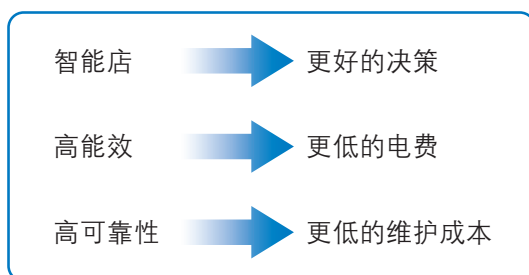 智能店 更好的决策
高能效 更低的电费
高可靠性 更低的维护成本